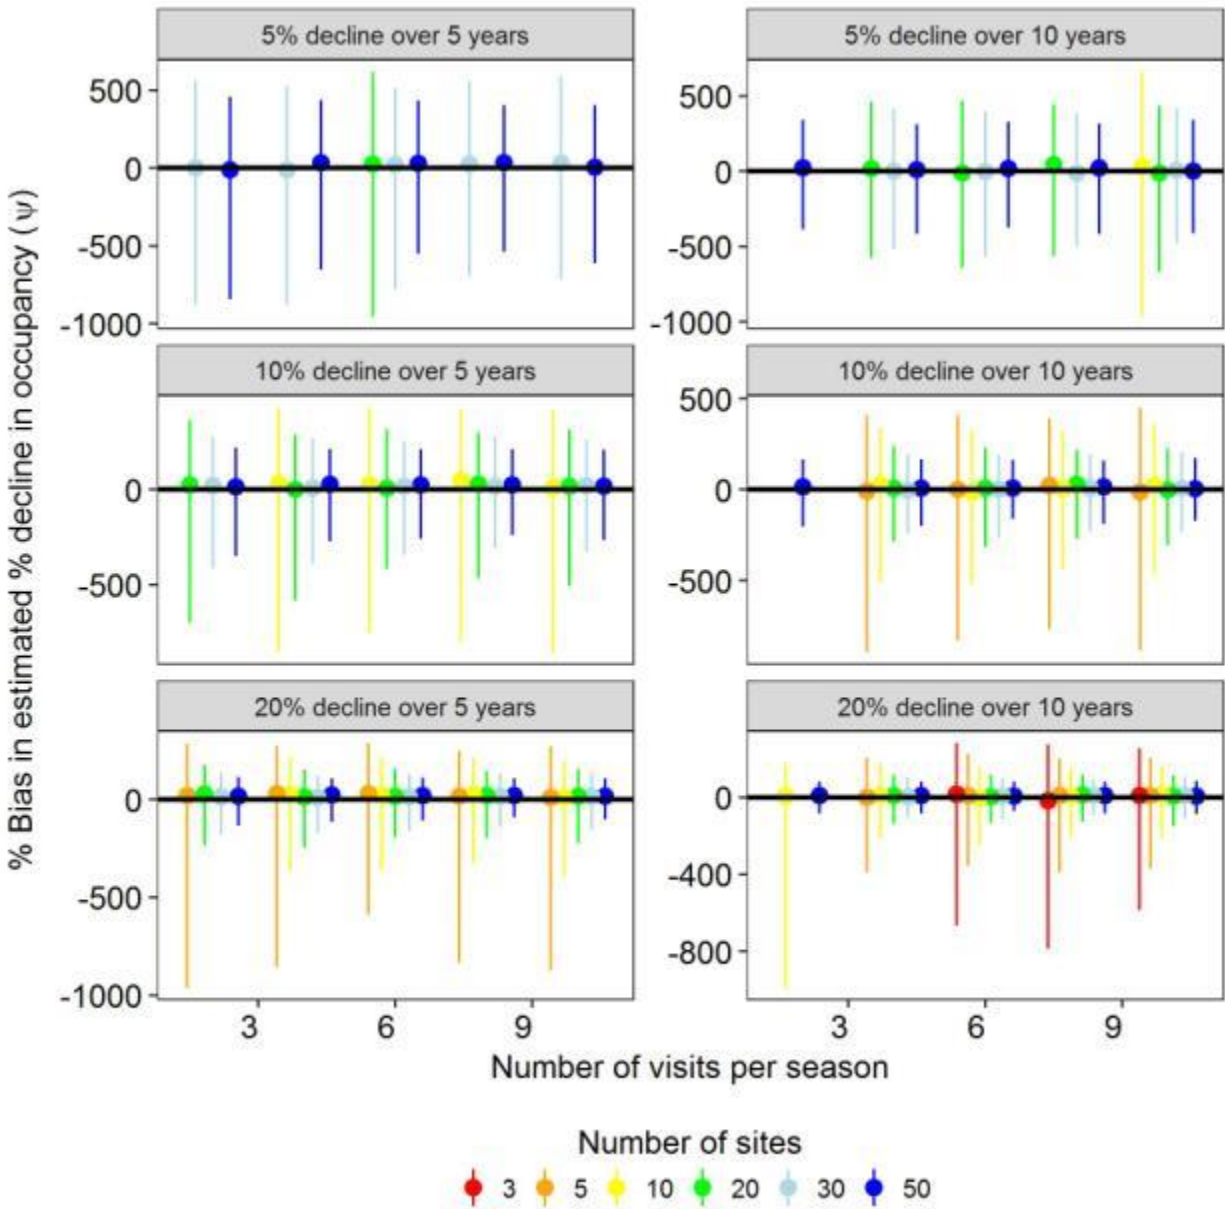 5% decline over 5 years
5% decline over 10 years
500
0
-500
-1000
500
0
-500
-1000
10% decline over 5 years
10% decline over 10 years
0
-500
500
0
-500
20% decline over 5 years
20% decline over 10 years
0
-500
-1000
0
-400
-800
3
6
9
3
6
9
% Bias in estimated % decline in occupancy (ψ)
Number of visits per season
Number of sites
3 5 10 20 30 50